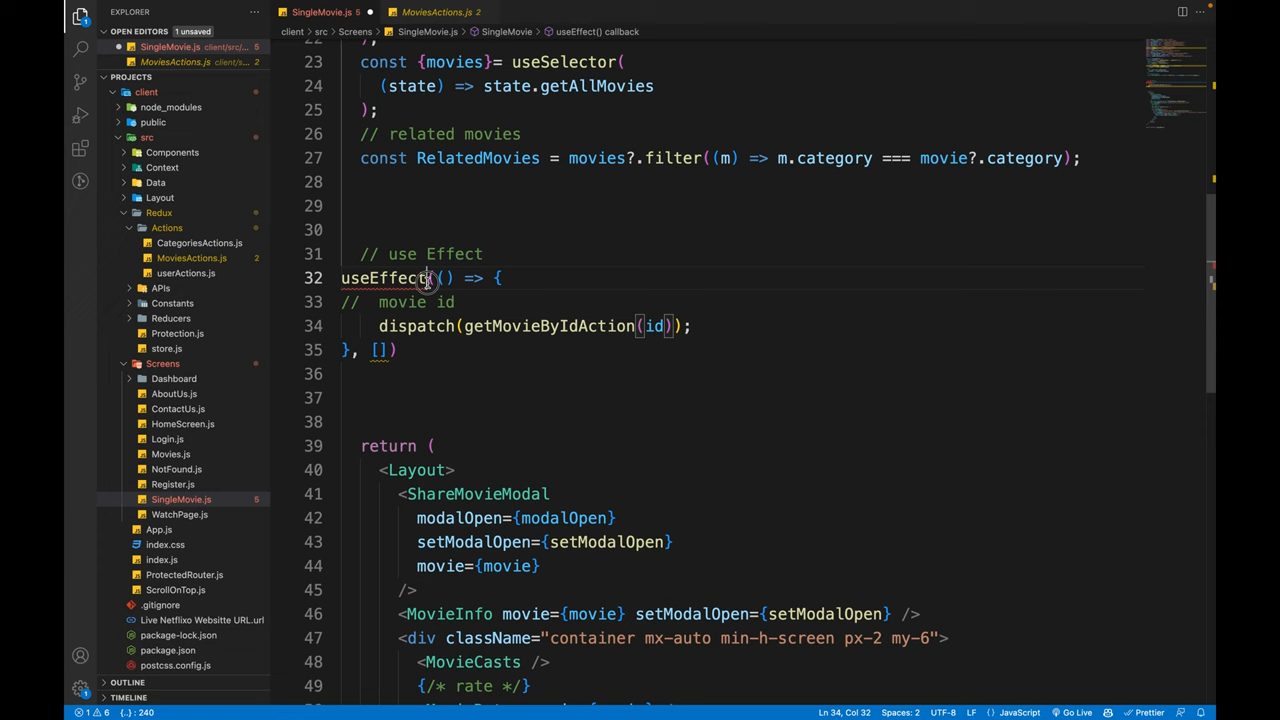 EXPLORER
SingleMovie.js 5
MoviesActions.js 2
OPEN EDITORS 1 unsaved
SingleMovie.js client/src/... 5
MoviesActions.js client/s... 2
PROJECTS
client
node_modules
public
src
Components
Context
Data
Layout
Redux
Actions
CategoriesActions.js
MoviesActions.js 2
userActions.js
APIs
Constants
Reducers
Protection.js
store.js
Screens
Dashboard
AboutUs.js
ContactUs.js
HomeScreen.js
Login.js
Movies.js
NotFound.js
Register.js
SingleMovie.js 5
WatchPage.js
App.js
index.css
index.js
ProtectedRouter.js
ScrollOnTop.js
.gitignore
Live Netflixo Websitte URL.url
package-lock.json
package.json
postcss.config.js
OUTLINE
TIMELINE
client > src > Screens > SingleMovie.js > SingleMovie > useEffect() callback
22 );
23 const {movies}= useSelector(
24 (state) => state.getAllMovies
25 );
26 // related movies
27 const RelatedMovies = movies?.filter((m) => m.category === movie?.category);
28
29
30
31 // use Effect
32 useEffect(() => {
33 //  movie id
34 dispatch(getMovieByIdAction(id));
35 }, [])
36
37
38
39 return (
40 <Layout>
41 <ShareMovieModal
42 modalOpen={modalOpen}
43 setModalOpen={setModalOpen}
44 movie={movie}
45 />
46 <MovieInfo movie={movie} setModalOpen={setModalOpen} />
47 <div className="container mx-auto min-h-screen px-2 my-6">
48 <MovieCasts />
49 {/* rate */}
1 6 {..} : 240
Ln 34, Col 32 Spaces: 2 UTF-8 LF {} JavaScript Go Live Prettier